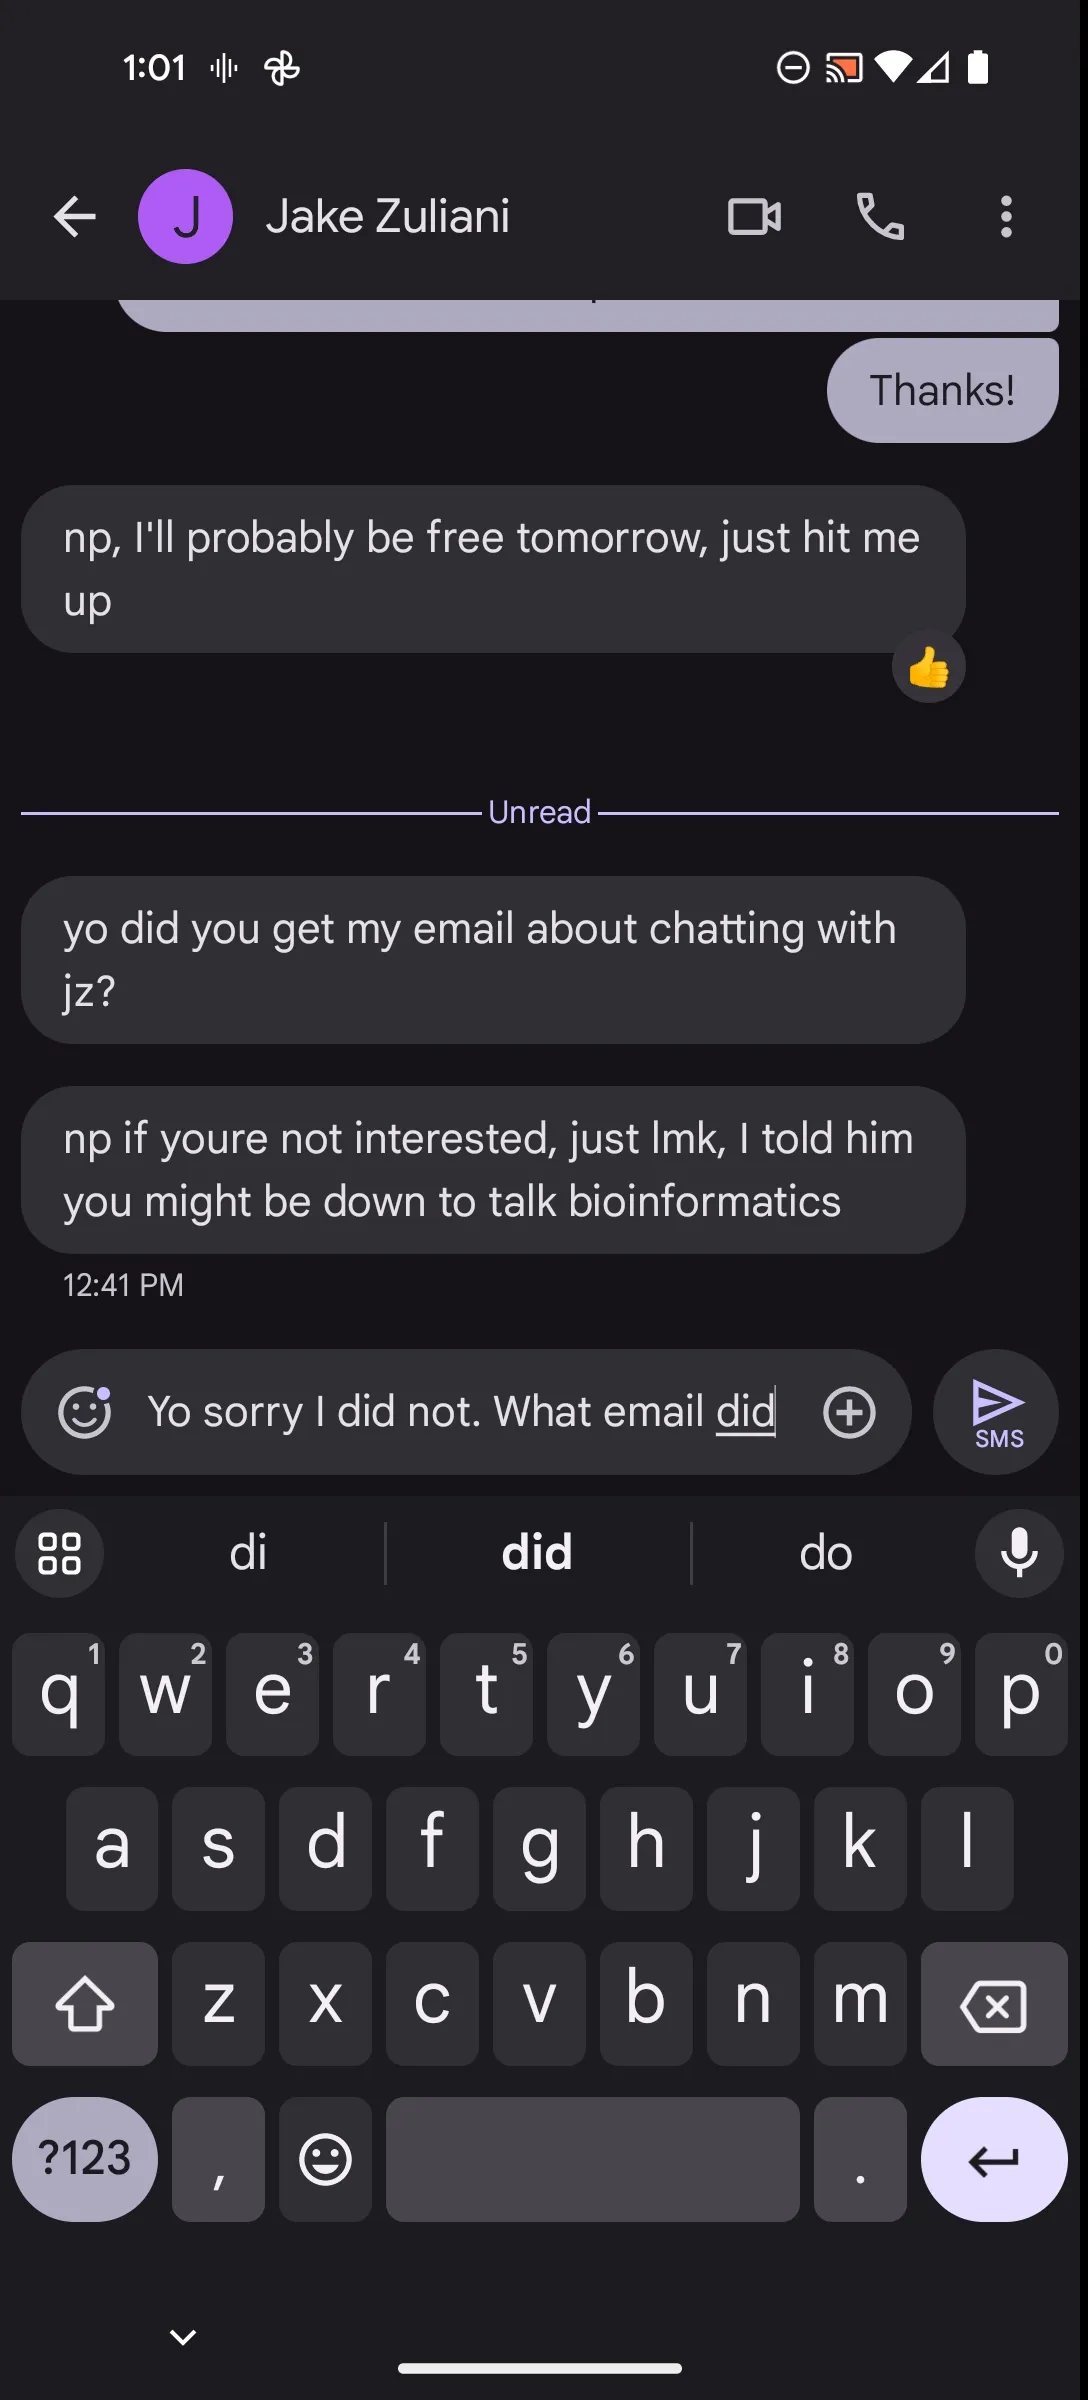 1:01
J
Jake Zuliani
Thanks!
np, I'll probably be free tomorrow, just hit me
up
Unread
yo did you get my email about chatting with
jz?
np if youre not interested, just lmk, I told him
you might be down to talk bioinformatics
12:41 PM
Yo sorry I did not. What email did
SMS
di did do
q1 w2 e3 r4 t5 y6 u7 i8 o9 p0
a s d f g h j k l
z x c v b n m
?123 , .